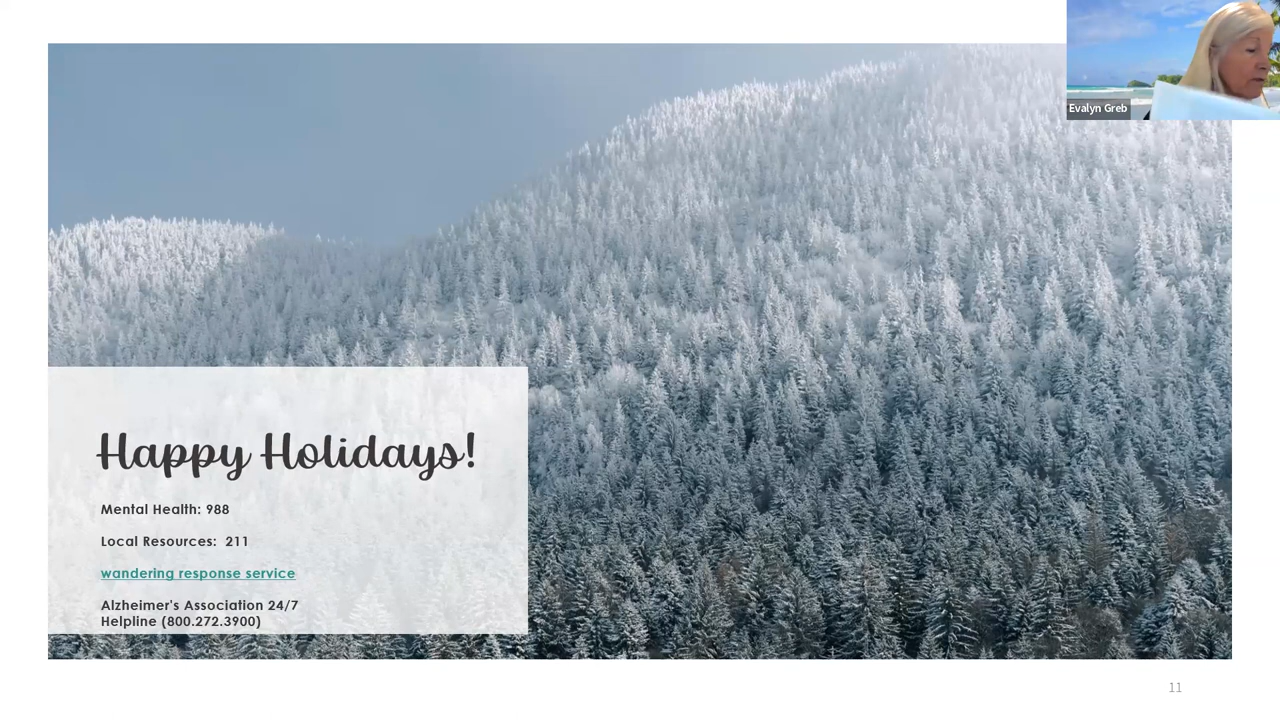 Evalyn Greb
Happy Holidays!
Mental Health: 988
Local Resources:  211
wandering response service
Alzheimer's Association 24/7
Helpline (800.272.3900)
11